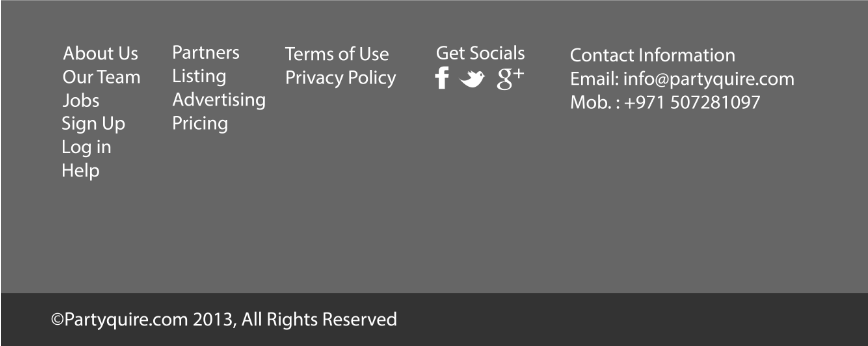 About Us
Our Team
Jobs
Sign Up
Log in
Help
Partners
Listing
Advertising
Pricing
Terms of Use
Privacy Policy
Get Socials
f g+
Contact Information
Email: info@partyquire.com
Mob. : +971 507281097
©Partyquire.com 2013, All Rights Reserved